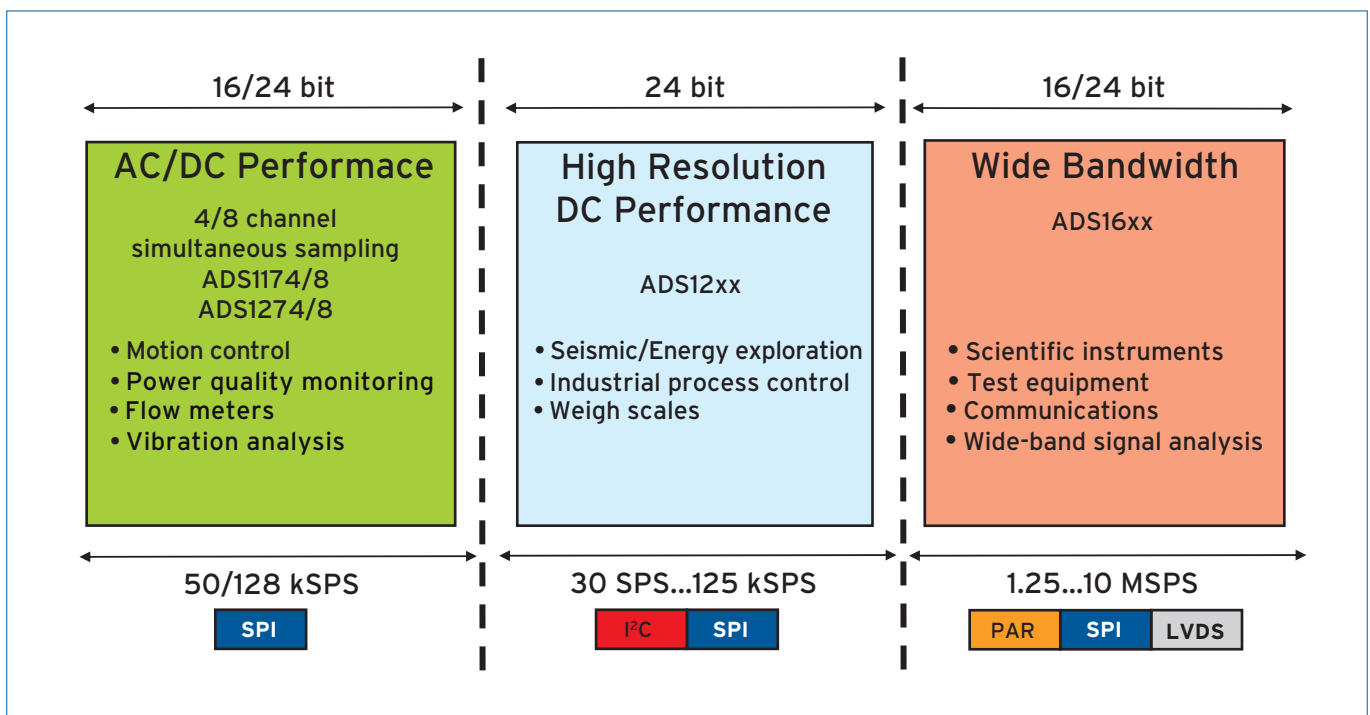 16/24 bit
AC/DC Performace
4/8 channel
simultaneous sampling
ADS1174/8
ADS1274/8
• Motion control
• Power quality monitoring
• Flow meters
• Vibration analysis
50/128 kSPS
SPI
24 bit
High Resolution
DC Performance
ADS12xx
• Seismic/Energy exploration
• Industrial process control
• Weigh scales
30 SPS...125 kSPS
I²C SPI
16/24 bit
Wide Bandwidth
ADS16xx
• Scientific instruments
• Test equipment
• Communications
• Wide-band signal analysis
1.25...10 MSPS
PAR SPI LVDS